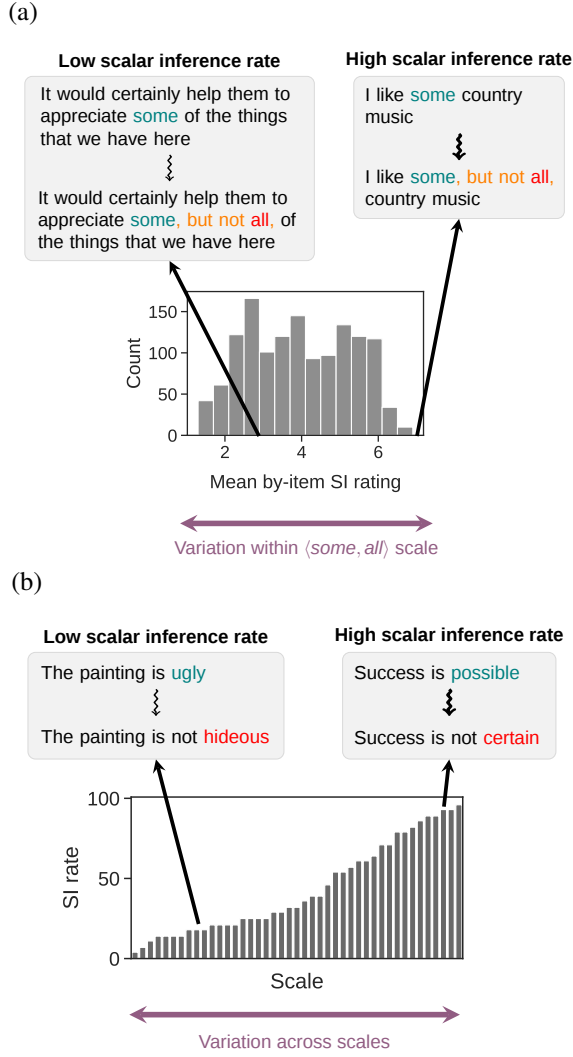 (a)
Low scalar inference rate
High scalar inference rate
It would certainly help them to
appreciate some of the things
that we have here
It would certainly help them to
appreciate some, but not all, of
the things that we have here
I like some country
music
I like some, but not all,
country music
150
100
50
0
Count
2 4 6
Mean by-item SI rating
Variation within ⟨some, all⟩ scale
(b)
Low scalar inference rate
High scalar inference rate
The painting is ugly
The painting is not hideous
Success is possible
Success is not certain
100
50
0
SI rate
Scale
Variation across scales